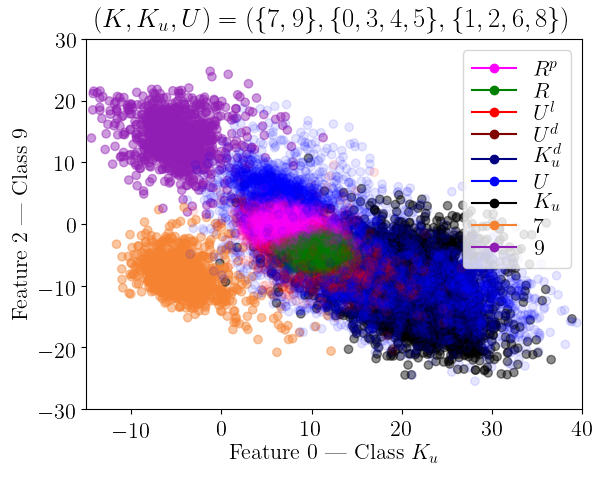 (K, K_u, U) = ({7, 9}, {0, 3, 4, 5}, {1, 2, 6, 8})
30
20
10
0
−10
−20
−30
Feature 2 — Class 9
R^p
R
U^l
U^d
K_u^d
U
K_u
7
9
−10
0
10
20
30
40
Feature 0 — Class K_u